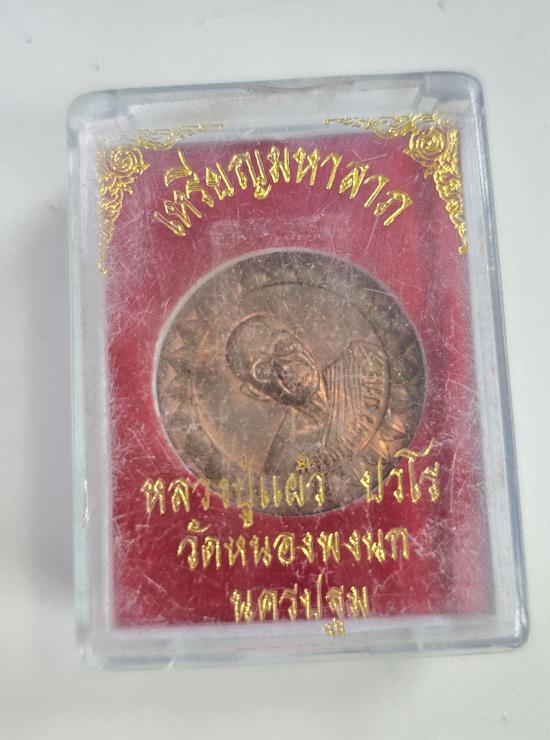 เหรียญมหาลาภ
หลวงปู่แผ้ว ปวโร
วัดหนองพงนก
นครปฐม